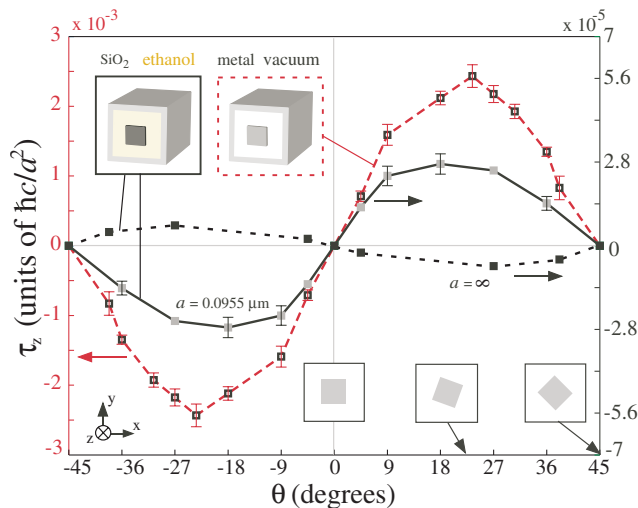 x 10⁻³
x 10⁻⁵
SiO₂ ethanol
metal vacuum
3
2
1
0
-1
-2
-3
7
5.6
2.8
0
-2.8
-5.6
-7
τz (units of ħc/a²)
a = 0.0955 μm
a = ∞
y
z
x
-45 -36 -27 -18 -9 0 9 18 27 36 45
θ (degrees)